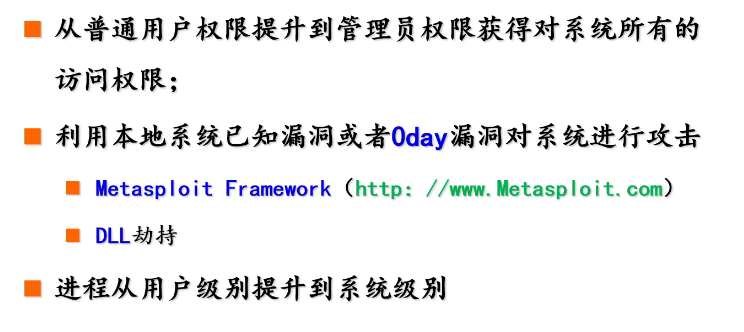 从普通用户权限提升到管理员权限获得对系统所有的
访问权限；
利用本地系统已知漏洞或者0day漏洞对系统进行攻击
Metasploit Framework（http：//www.Metasploit.com）
DLL劫持
进程从用户级别提升到系统级别